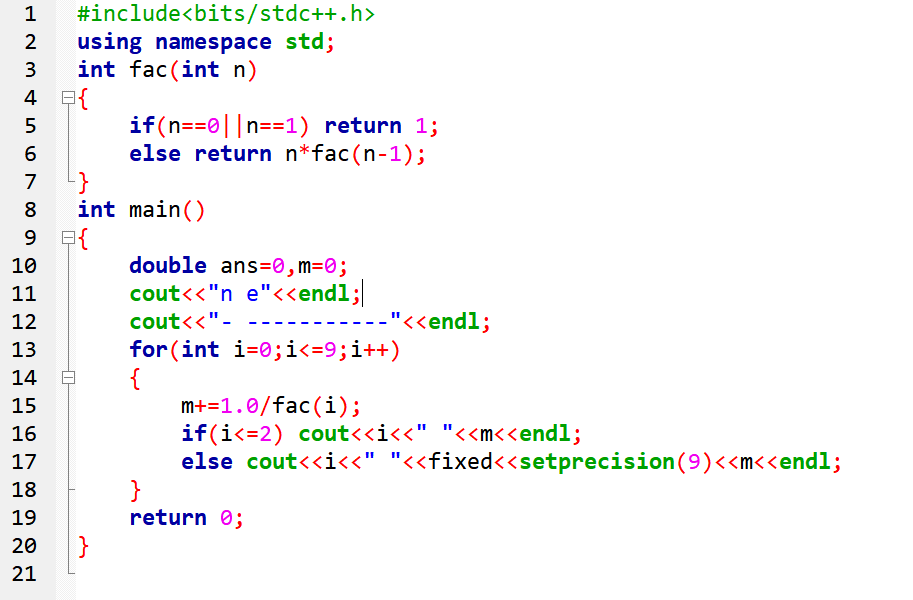 1 #include<bits/stdc++.h>
2 using namespace std;
3 int fac(int n)
4 {
5     if(n==0||n==1) return 1;
6     else return n*fac(n-1);
7 }
8 int main()
9 {
10     double ans=0,m=0;
11     cout<<"n e"<<endl;
12     cout<<"- -----------"<<endl;
13     for(int i=0;i<=9;i++)
14     {
15         m+=1.0/fac(i);
16         if(i<=2) cout<<i<<" "<<m<<endl;
17         else cout<<i<<" "<<fixed<<setprecision(9)<<m<<endl;
18     }
19     return 0;
20 }
21